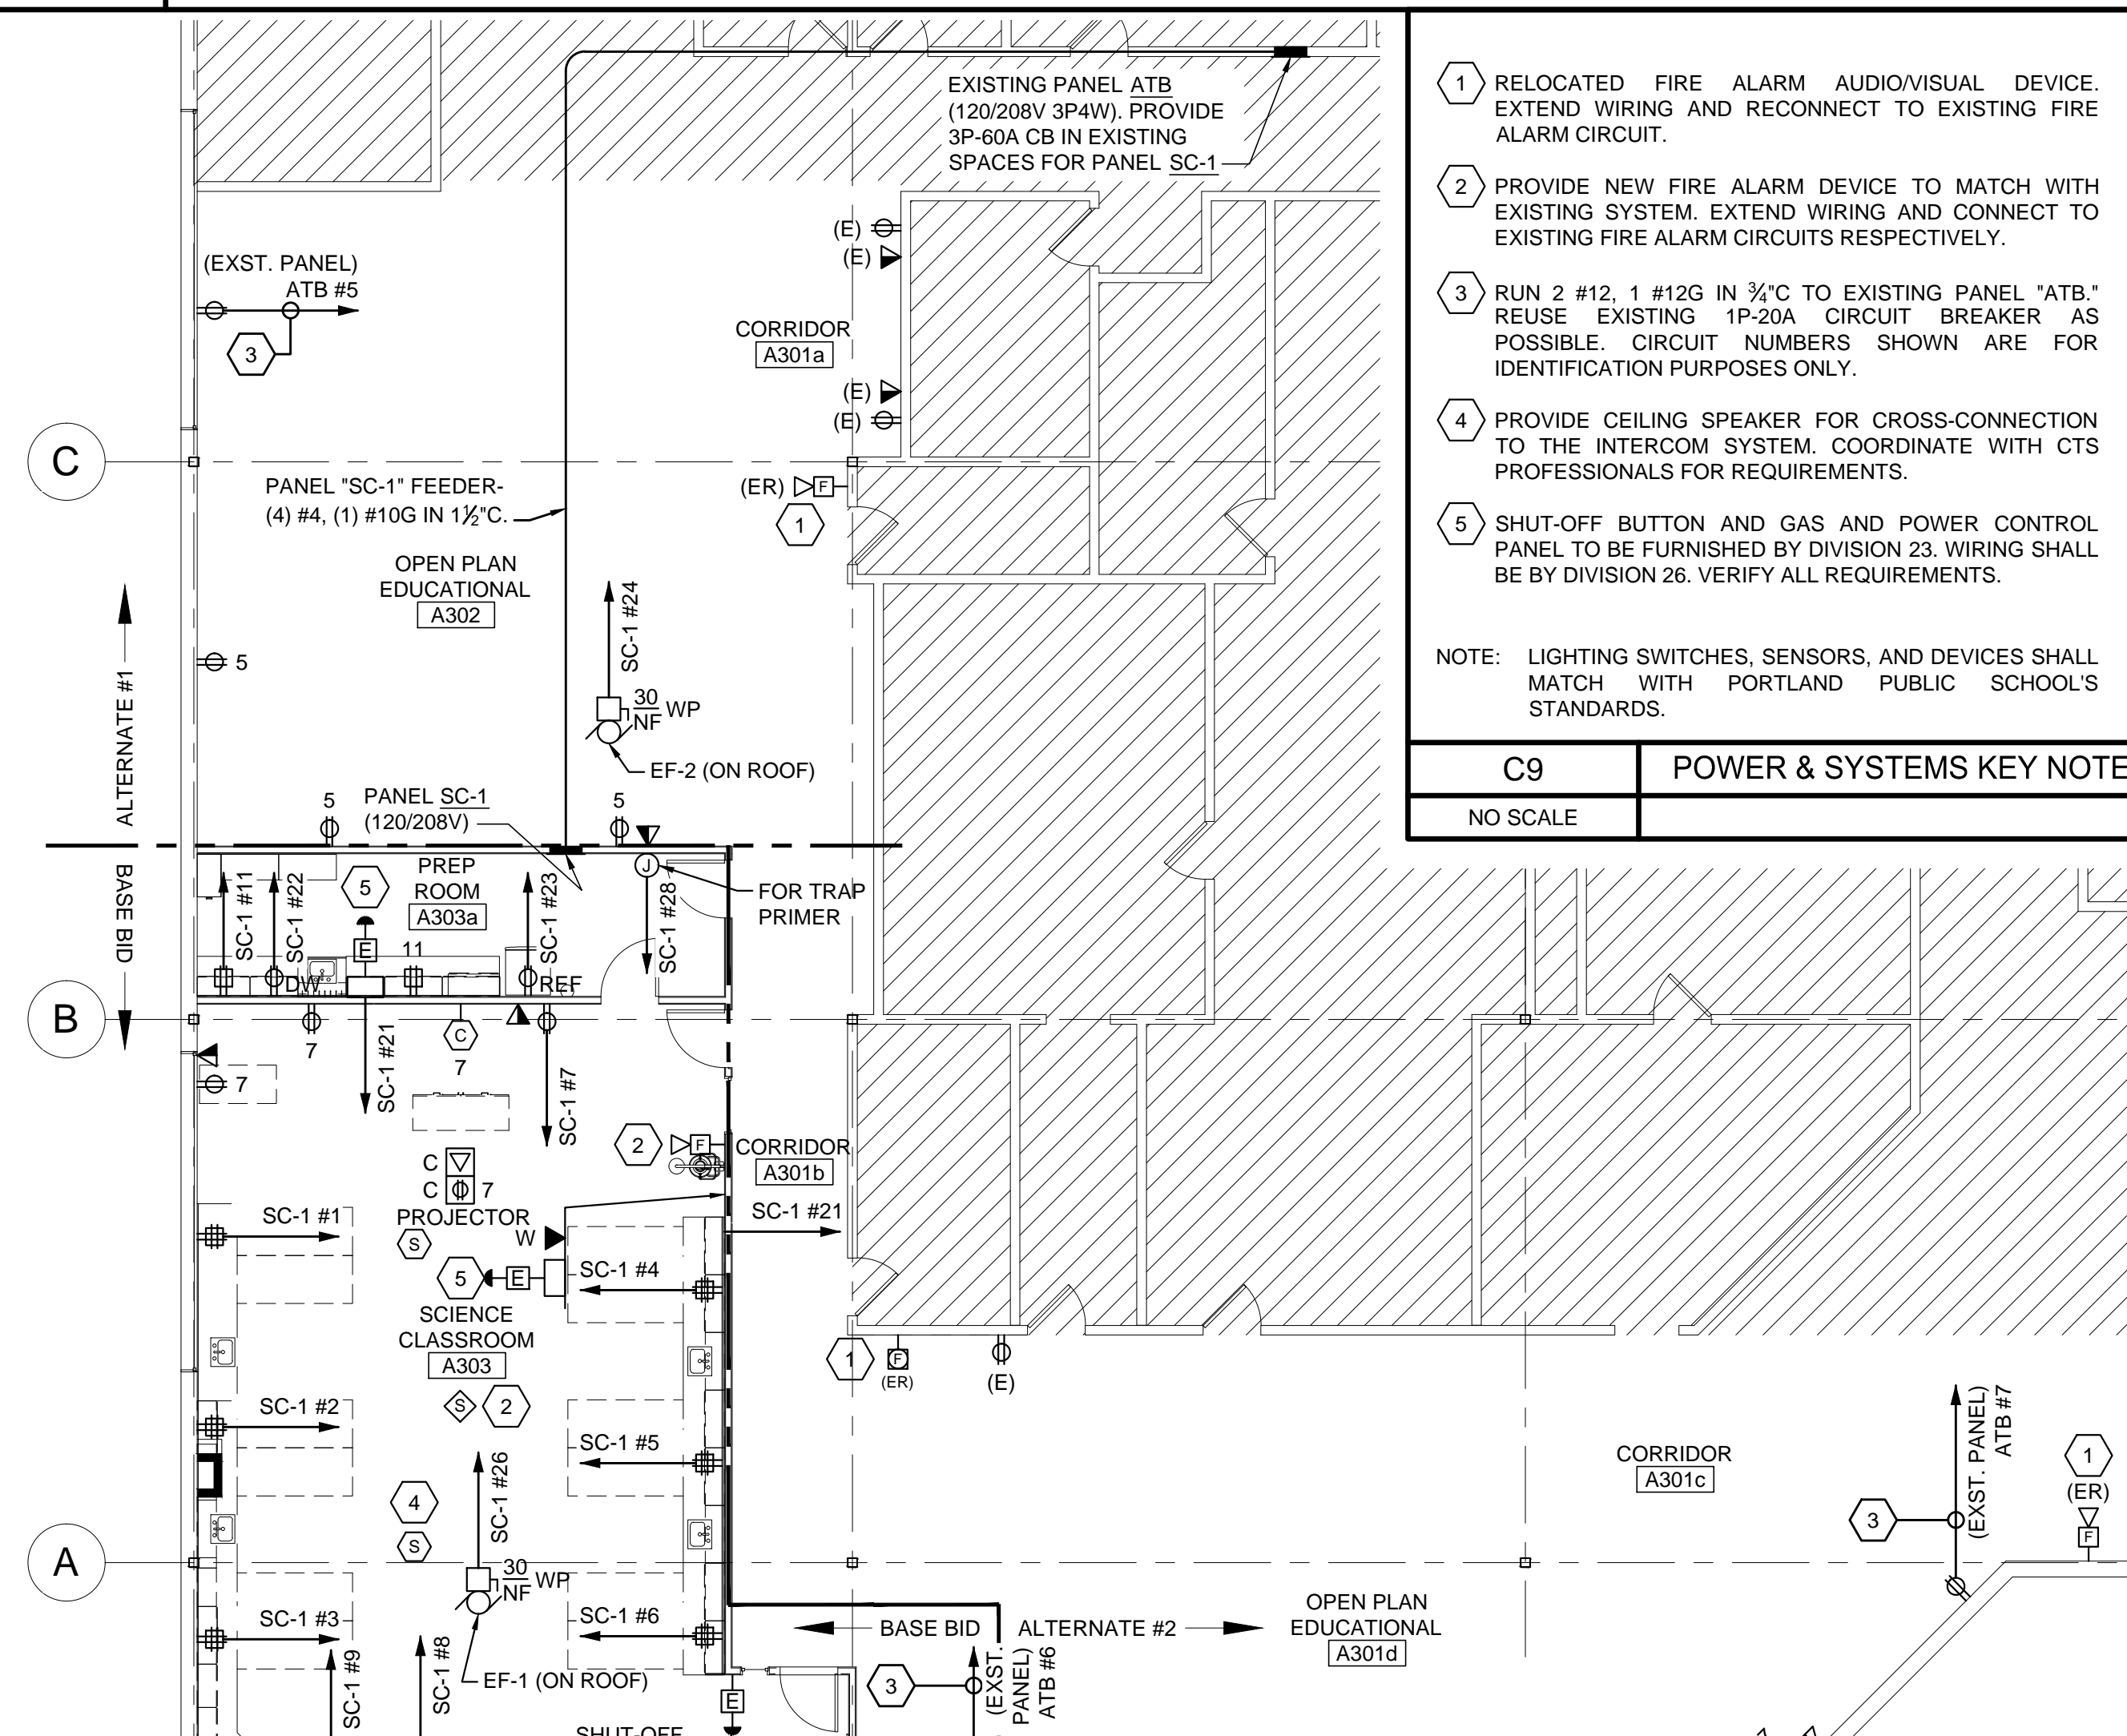 EXISTING PANEL ATB
(120/208V 3P4W). PROVIDE
3P-60A CB IN EXISTING
SPACES FOR PANEL SC-1
1 RELOCATED FIRE ALARM AUDIO/VISUAL DEVICE.
EXTEND WIRING AND RECONNECT TO EXISTING FIRE
ALARM CIRCUIT.
2 PROVIDE NEW FIRE ALARM DEVICE TO MATCH WITH
EXISTING SYSTEM. EXTEND WIRING AND CONNECT TO
EXISTING FIRE ALARM CIRCUITS RESPECTIVELY.
3 RUN 2 #12, 1 #12G IN ¾"C TO EXISTING PANEL "ATB."
REUSE EXISTING 1P-20A CIRCUIT BREAKER AS
POSSIBLE. CIRCUIT NUMBERS SHOWN ARE FOR
IDENTIFICATION PURPOSES ONLY.
4 PROVIDE CEILING SPEAKER FOR CROSS-CONNECTION
TO THE INTERCOM SYSTEM. COORDINATE WITH CTS
PROFESSIONALS FOR REQUIREMENTS.
5 SHUT-OFF BUTTON AND GAS AND POWER CONTROL
PANEL TO BE FURNISHED BY DIVISION 23. WIRING SHALL
BE BY DIVISION 26. VERIFY ALL REQUIREMENTS.
NOTE: LIGHTING SWITCHES, SENSORS, AND DEVICES SHALL
MATCH WITH PORTLAND PUBLIC SCHOOL'S
STANDARDS.
C9
POWER & SYSTEMS KEY NOTE
NO SCALE
(EXST. PANEL)
ATB #5
3
(E)
(E)
CORRIDOR
A301a
(E)
(E)
C
PANEL "SC-1" FEEDER-
(4) #4, (1) #10G IN 1½"C.
(ER)
F
1
OPEN PLAN
EDUCATIONAL
A302
SC-1 #24
5
30
NF
WP
EF-2 (ON ROOF)
ALTERNATE #1
BASE BID
5
PANEL SC-1
(120/208V)
5
PREP
ROOM
A303a
5
J
FOR TRAP
PRIMER
SC-1 #11
SC-1 #22
SC-1 #23
SC-1 #28
E
11
DW
REF
B
7
C
7
7
SC-1 #21
SC-1 #7
2
F
CORRIDOR
A301b
C
C
7
PROJECTOR
S
W
SC-1 #1
SC-1 #21
5
E
SC-1 #4
SCIENCE
CLASSROOM
A303
1
F
(ER)
(E)
S
2
SC-1 #2
SC-1 #5
SC-1 #26
4
S
CORRIDOR
A301c
3
(EXST. PANEL)
ATB #7
1
(ER)
F
A
30
NF
WP
SC-1 #3
SC-1 #6
BASE BID
ALTERNATE #2
OPEN PLAN
EDUCATIONAL
A301d
SC-1 #9
SC-1 #8
EF-1 (ON ROOF)
E
3
(EXST.
PANEL)
ATB #6
SHUT-OFF